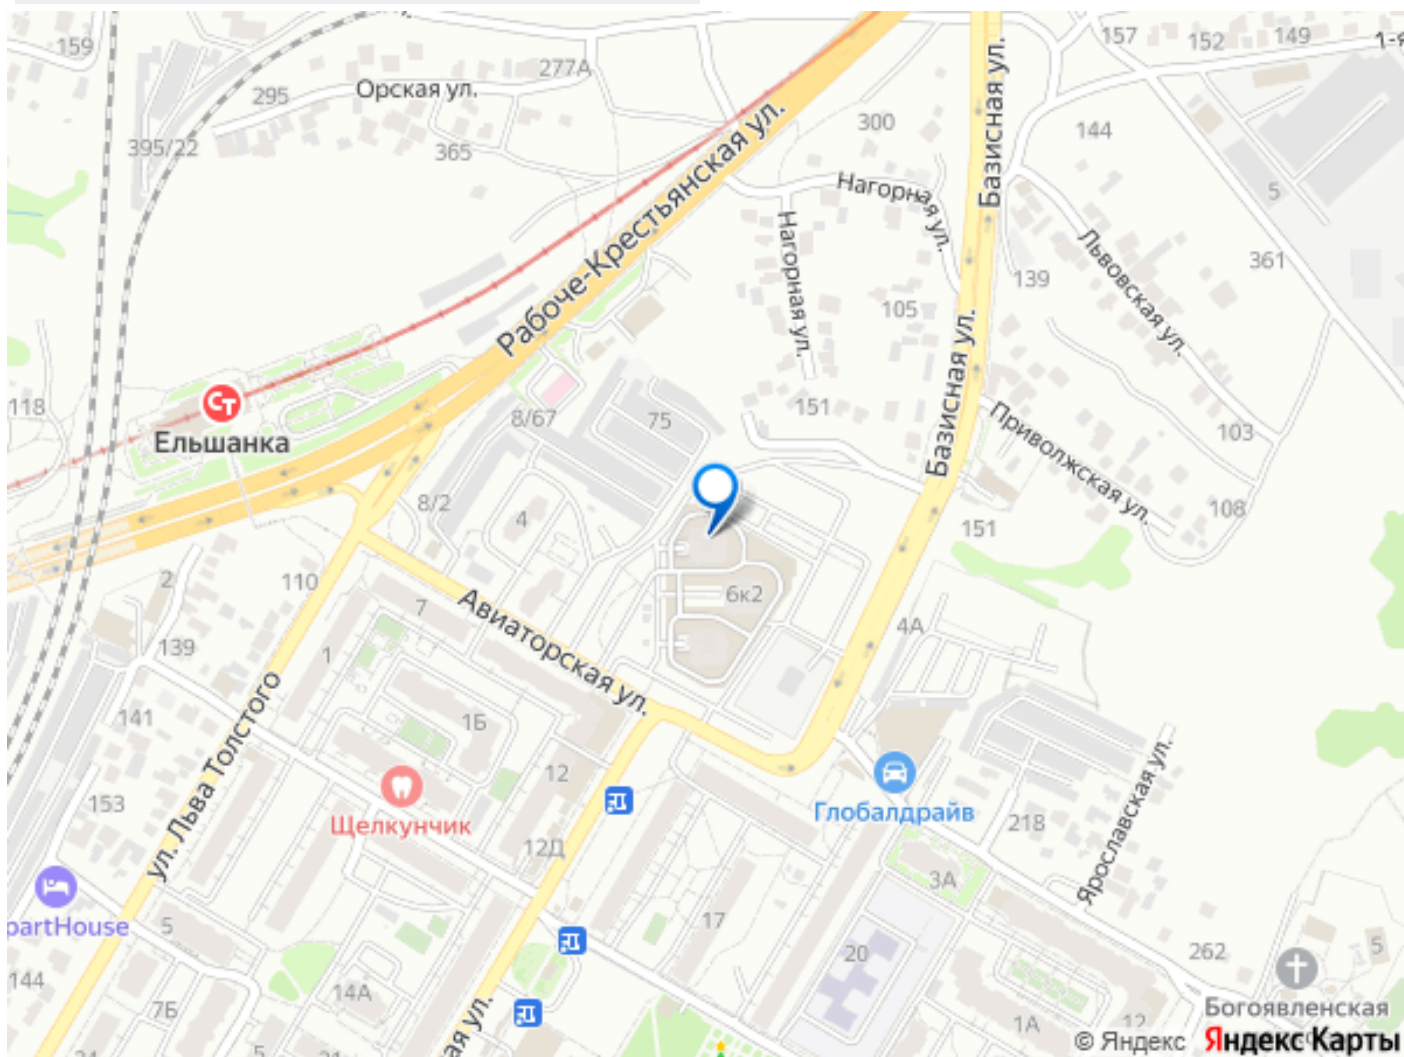 159
157
152
149
1-я
277А
Орская ул.
295
300
144
395/22
365
Рабоче-Крестьянская ул.
Базисная ул.
Нагорная ул.
5
Нагорная ул.
Львовская ул.
361
139
105
118
Базисная ул.
Ельшанка
8/67
75
151
Приволжская ул.
103
8/2
4
151
108
2
110
7
Авиаторская ул.
6к2
4А
139
1
ул. Льва Толстого
141
1Б
12
153
Щелкунчик
Глобалдрайв
218
Ярославская ул.
12Д
3А
partHouse
5
17
20
262
5
144
7Б
14А
ая ул.
1А
12
Богоявленская
© Яндекс Яндекс Карты